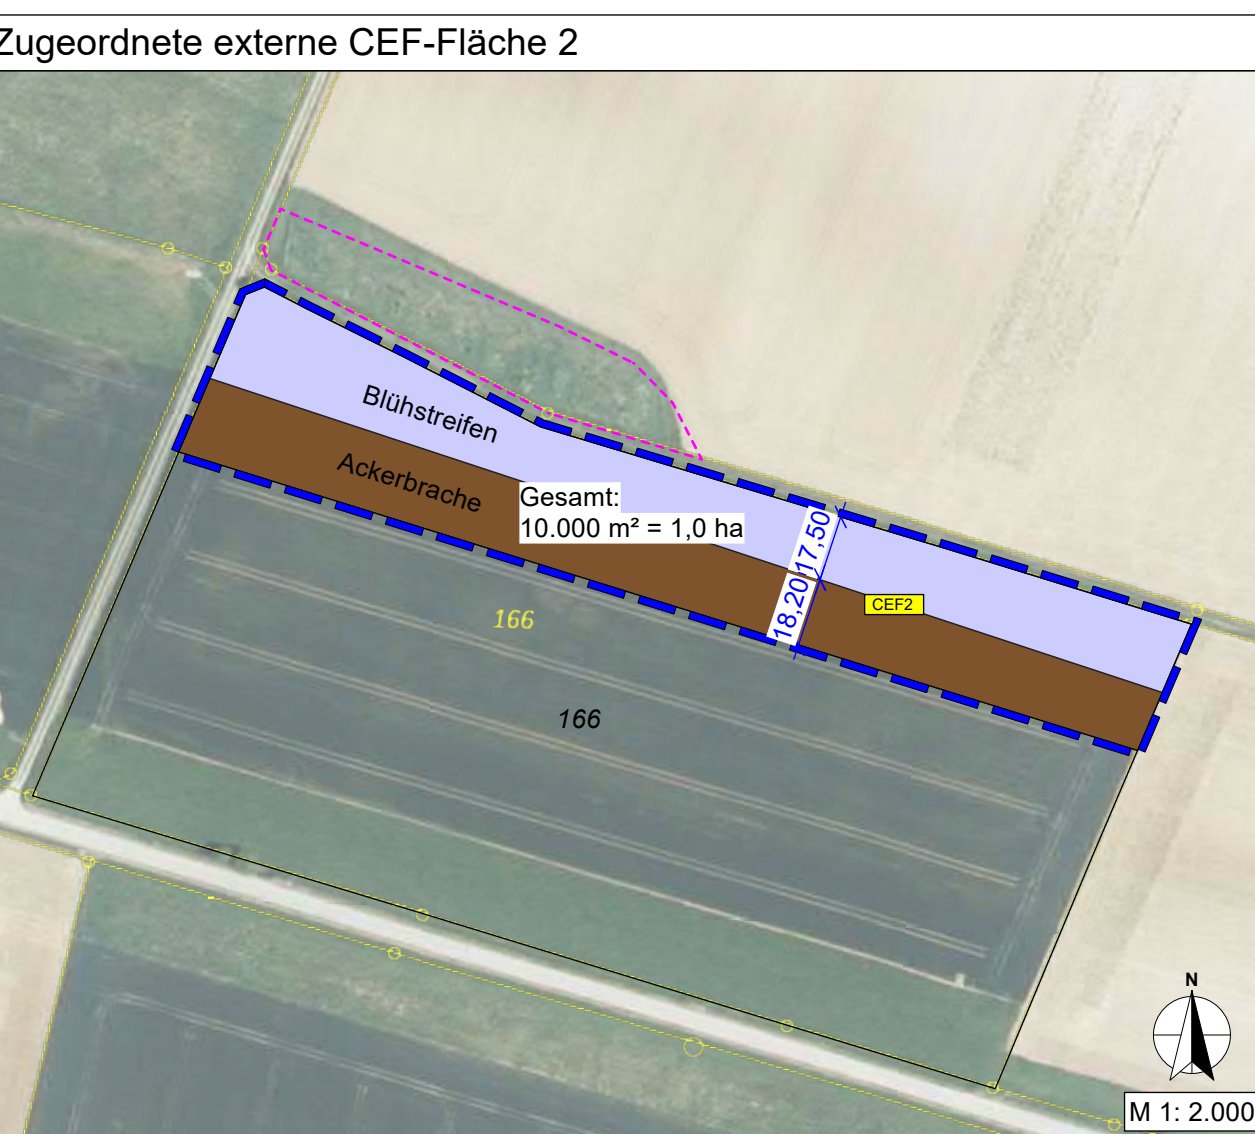 Zugeordnete externe CEF-Fläche 2
Blühstreifen
Ackerbrache
Gesamt:
10.000 m² = 1,0 ha
17,50
18,20
CEF2
166
166
N
M 1: 2.000